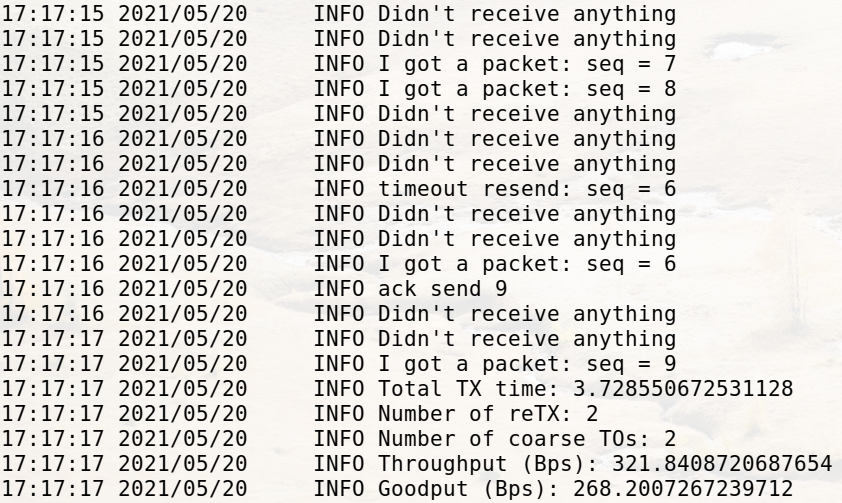 17:17:15 2021/05/20 INFO Didn't receive anything
17:17:15 2021/05/20 INFO Didn't receive anything
17:17:15 2021/05/20 INFO I got a packet: seq = 7
17:17:15 2021/05/20 INFO I got a packet: seq = 8
17:17:15 2021/05/20 INFO Didn't receive anything
17:17:16 2021/05/20 INFO Didn't receive anything
17:17:16 2021/05/20 INFO Didn't receive anything
17:17:16 2021/05/20 INFO timeout resend: seq = 6
17:17:16 2021/05/20 INFO Didn't receive anything
17:17:16 2021/05/20 INFO Didn't receive anything
17:17:16 2021/05/20 INFO I got a packet: seq = 6
17:17:16 2021/05/20 INFO ack send 9
17:17:16 2021/05/20 INFO Didn't receive anything
17:17:17 2021/05/20 INFO Didn't receive anything
17:17:17 2021/05/20 INFO I got a packet: seq = 9
17:17:17 2021/05/20 INFO Total TX time: 3.728550672531128
17:17:17 2021/05/20 INFO Number of reTX: 2
17:17:17 2021/05/20 INFO Number of coarse TOs: 2
17:17:17 2021/05/20 INFO Throughput (Bps): 321.8408720687654
17:17:17 2021/05/20 INFO Goodput (Bps): 268.2007267239712